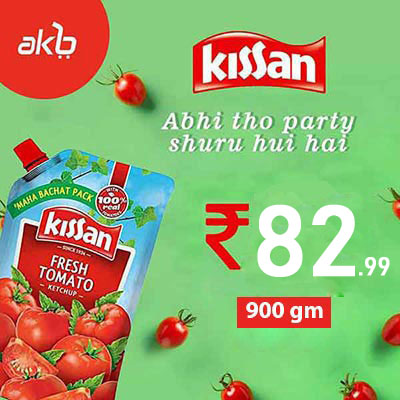 akb
Kissan
Abhi tho party
shuru hui hai
"MAHA BACHAT PACK"
WITH
100%
real
Kissan
SINCE 1934
FRESH
TOMATO
KETCHUP
₹82.99
900 gm